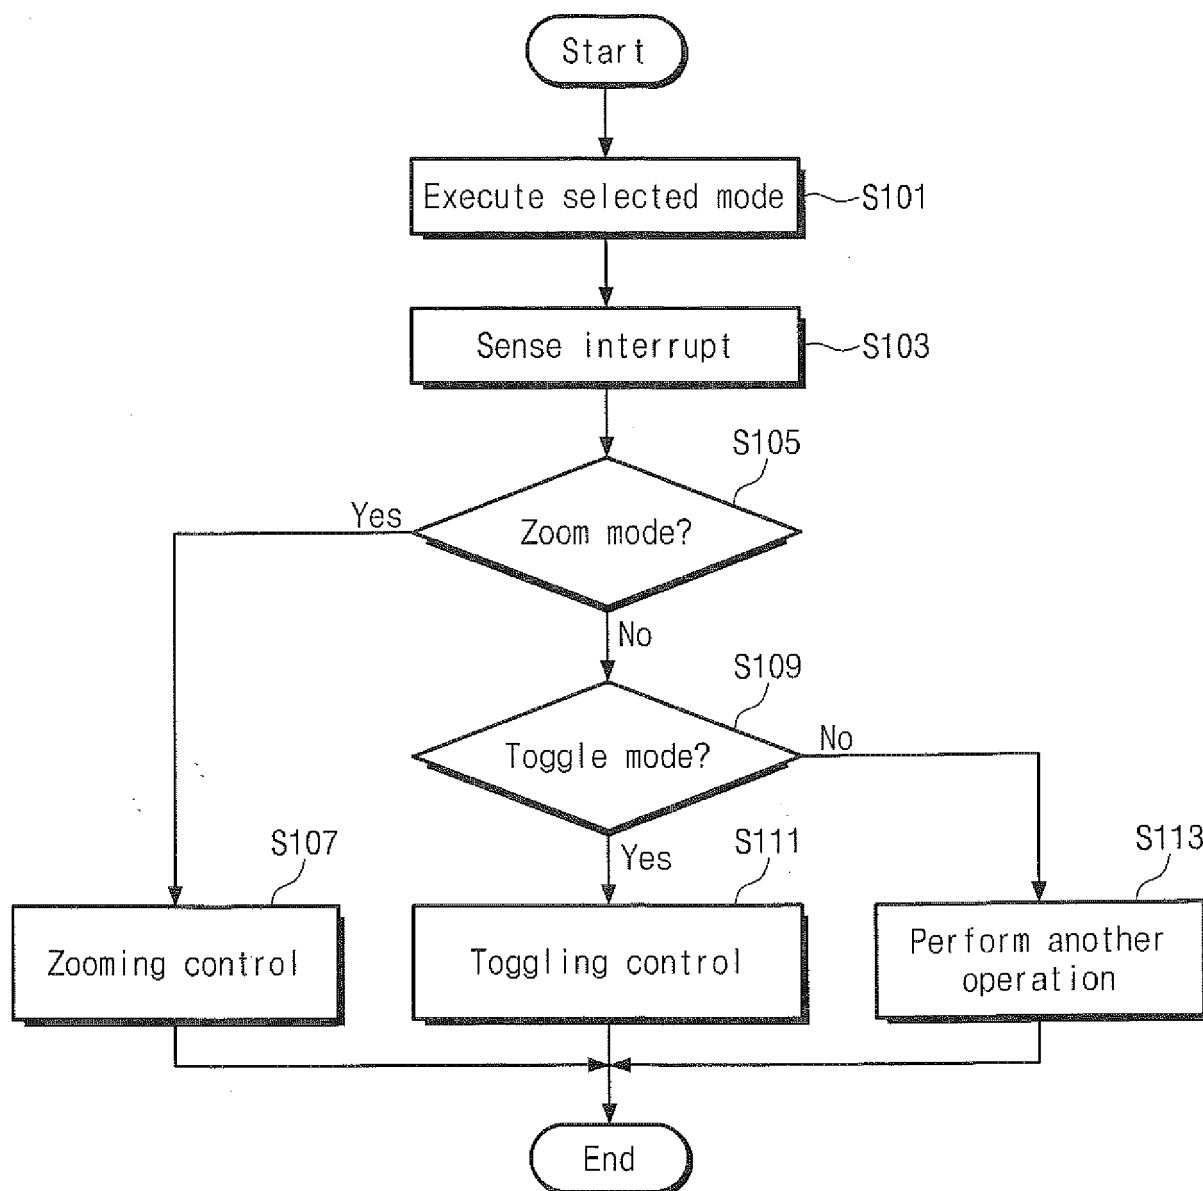 Start
Execute selected mode
S101
Sense interrupt
S103
S105
Yes
Zoom mode?
No
S109
Toggle mode?
No
S107
Yes
S111
S113
Zooming control
Toggling control
Perform another
operation
End